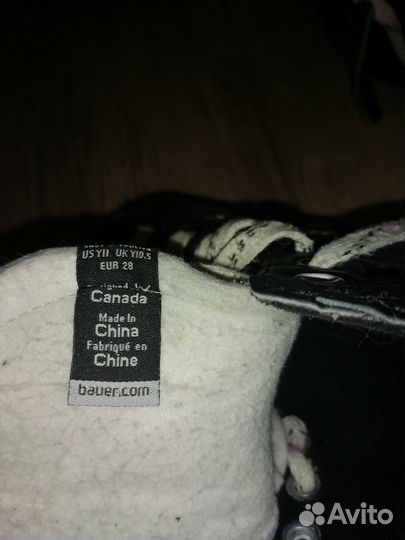 US Y11 UK Y10.5
EUR 28
Canada
Made In
China
Fabriqué en
Chine
bauer.com
Avito